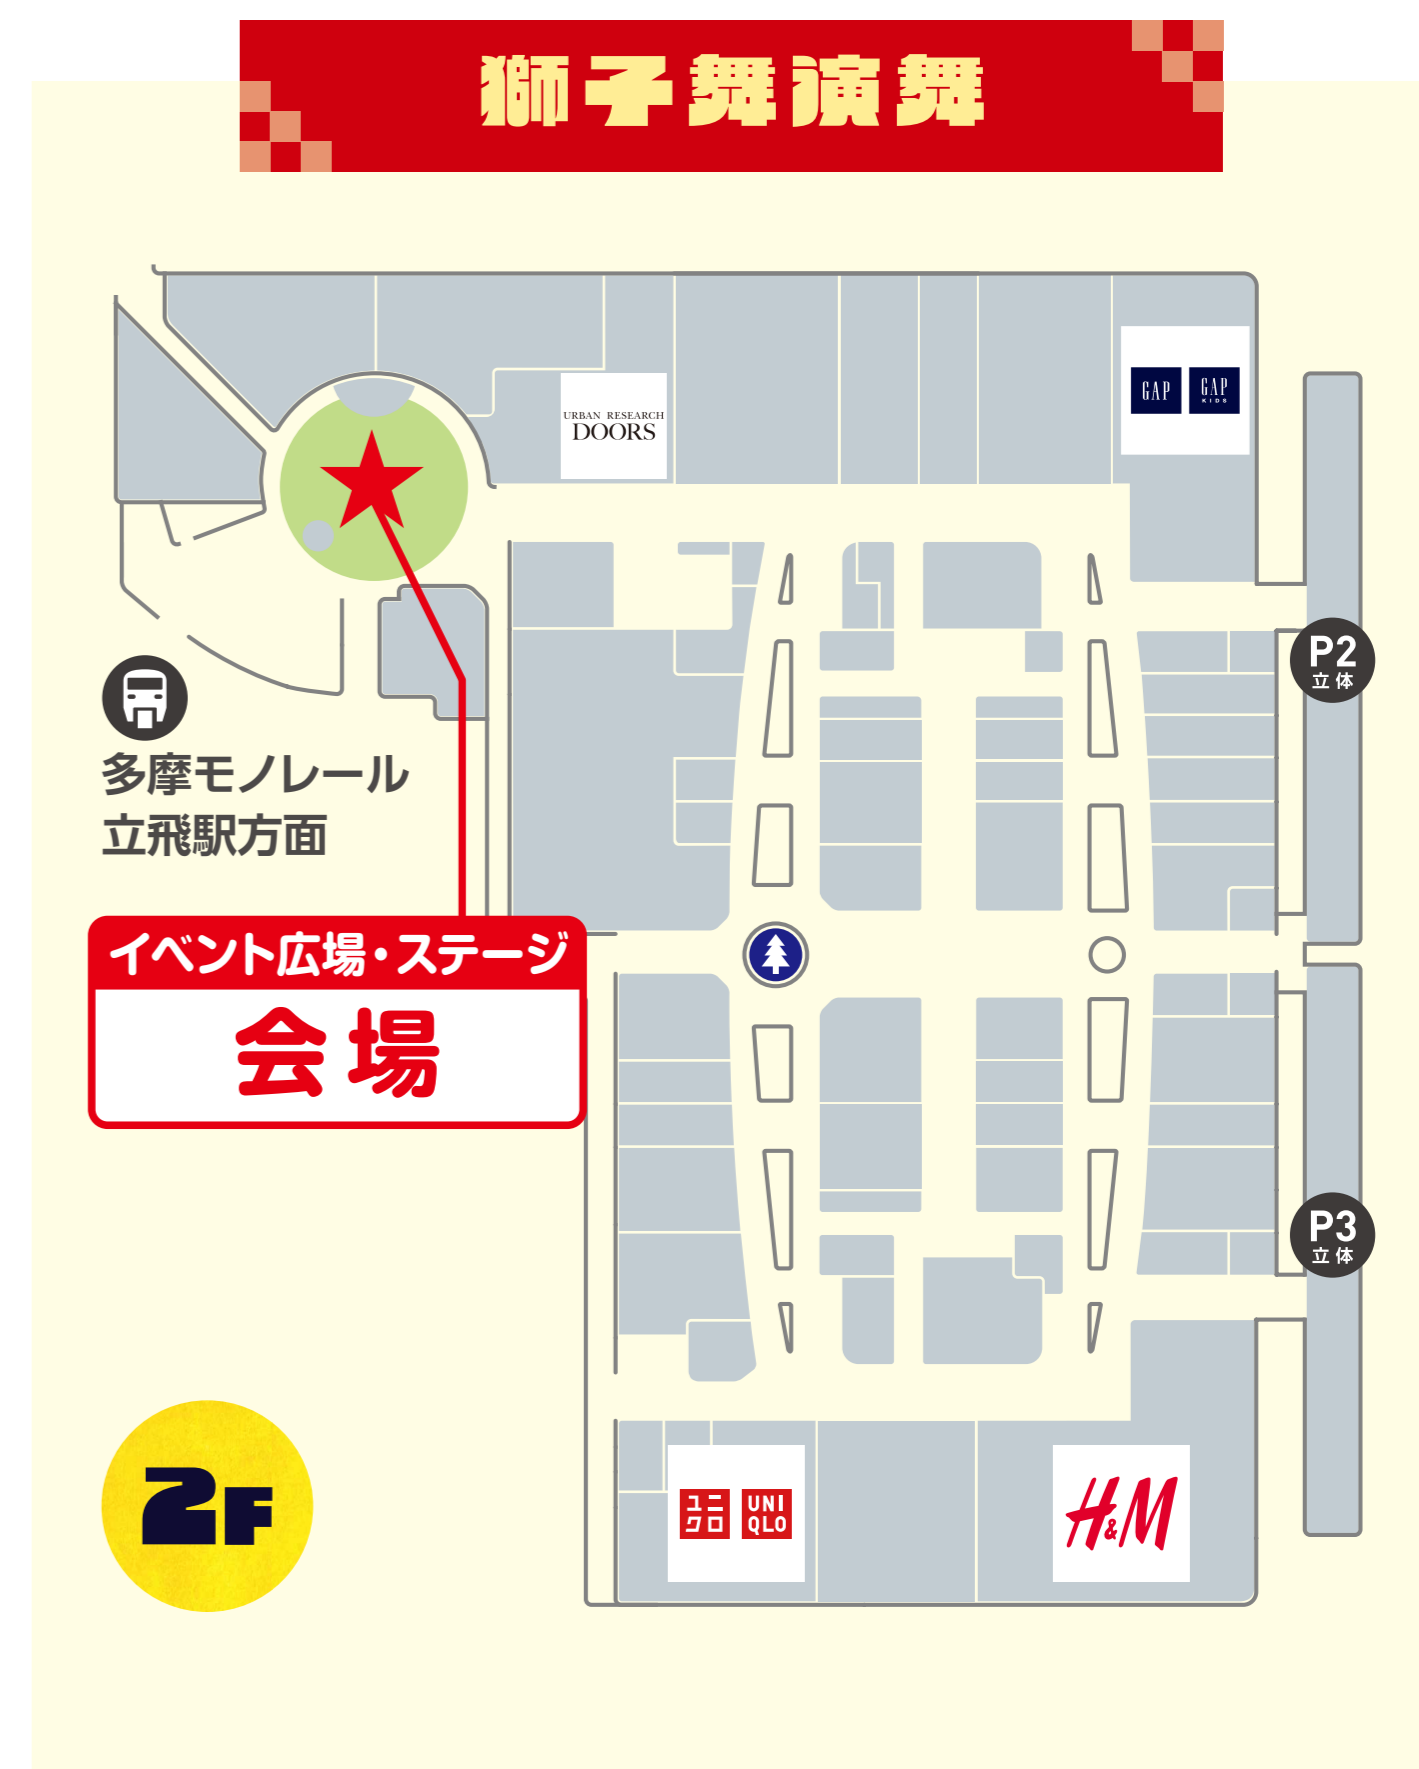 獅子舞演舞
URBAN RESEARCH
DOORS
GAP
GAP
KIDS
P2
立体
多摩モノレール
立飛駅方面
イベント広場・ステージ
会場
P3
立体
2F
ユニ
クロ
UNI
QLO
H&M